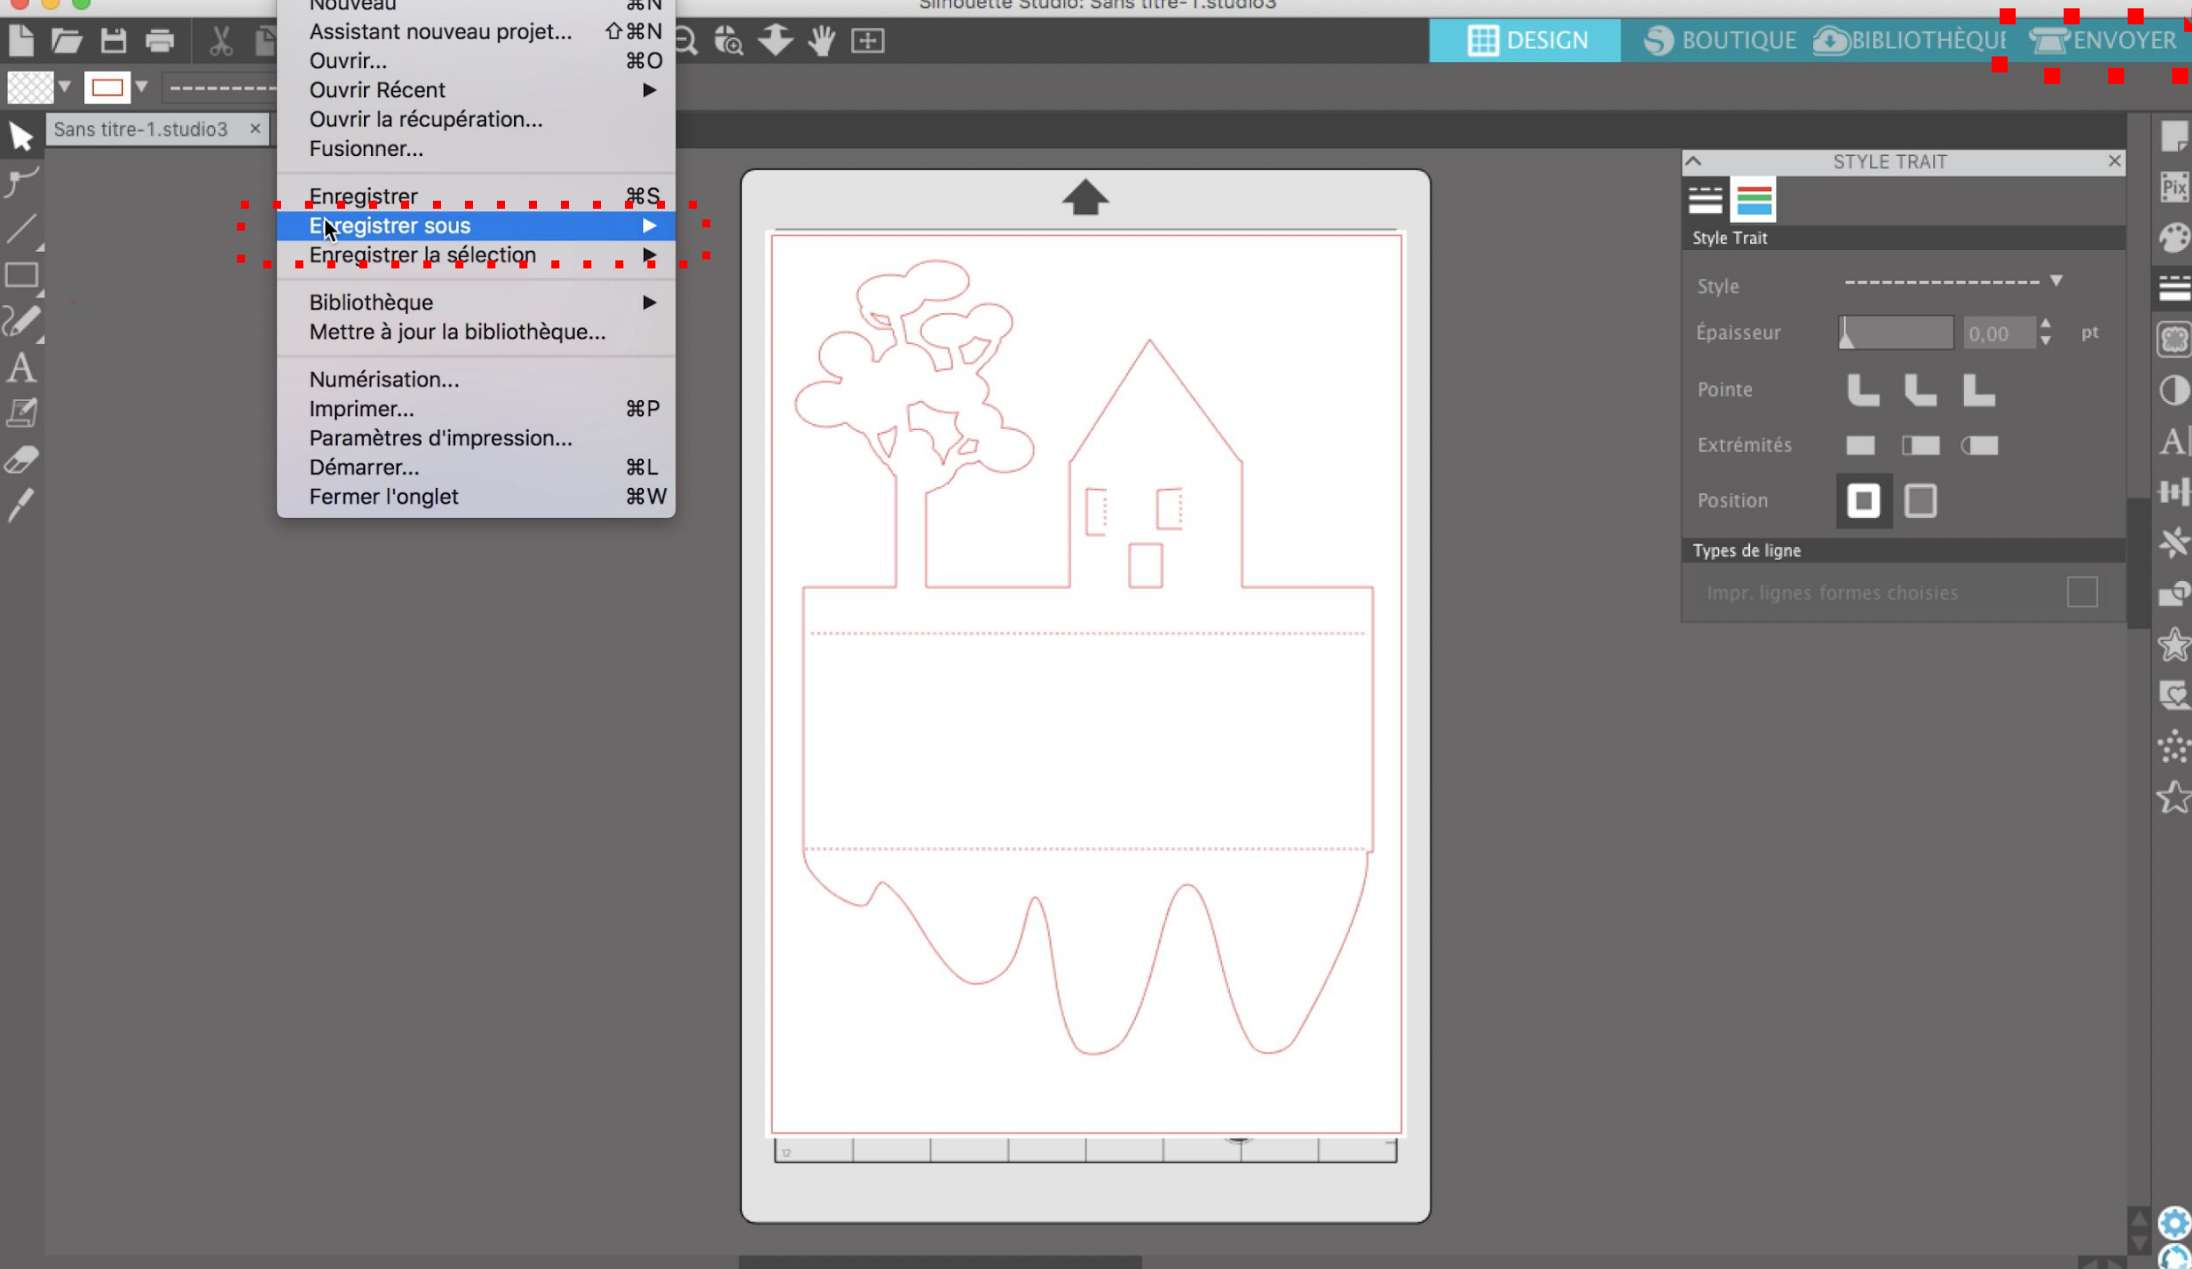 Silhouette Studio: Sans titre-1.studio3
Nouveau ⌘N
Assistant nouveau projet... ⇧⌘N
Ouvrir... ⌘O
Ouvrir Récent
Ouvrir la récupération...
Fusionner...
Enregistrer ⌘S
Enregistrer sous
Enregistrer la sélection
Bibliothèque
Mettre à jour la bibliothèque...
Numérisation...
Imprimer... ⌘P
Paramètres d'impression...
Démarrer... ⌘L
Fermer l'onglet ⌘W
DESIGN
BOUTIQUE
BIBLIOTHÈQUE
ENVOYER
Sans titre-1.studio3 ×
STYLE TRAIT
Style Trait
Style
Épaisseur 0,00 pt
Pointe
Extrémités
Position
Types de ligne
Impr. lignes formes choisies
Pix
A
A
12